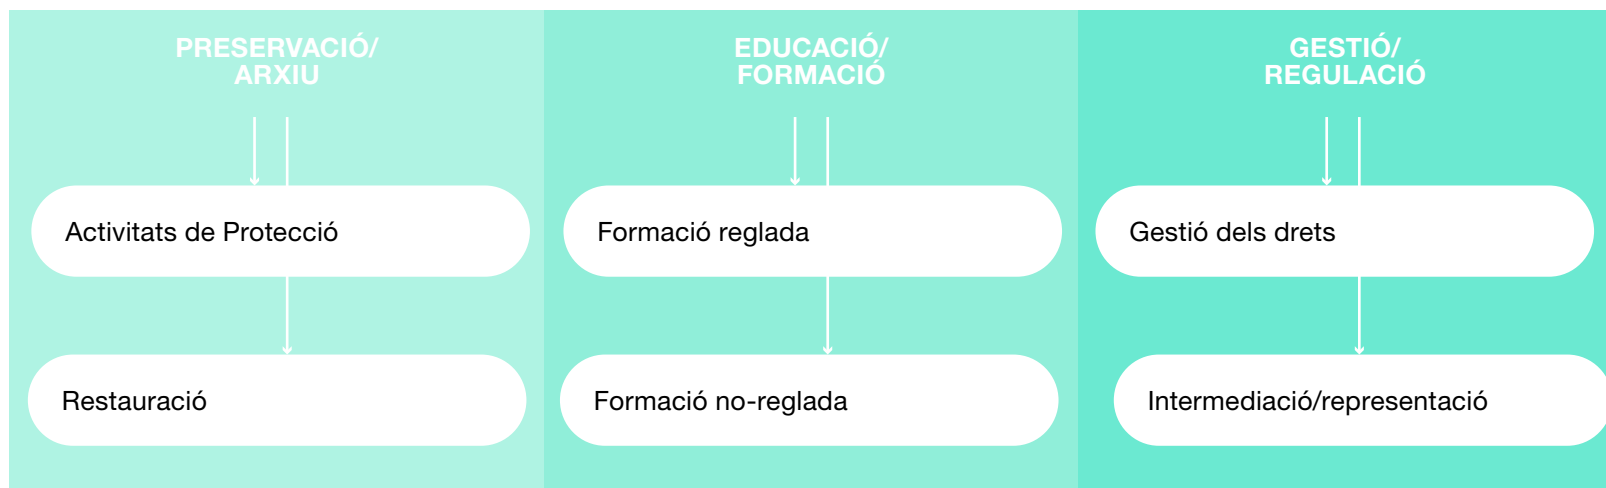 PRESERVACIÓ/
ARXIU
Activitats de Protecció
Restauració
EDUCACIÓ/
FORMACIÓ
Formació reglada
Formació no-reglada
GESTIÓ/
REGULACIÓ
Gestió dels drets
Intermediació/representació